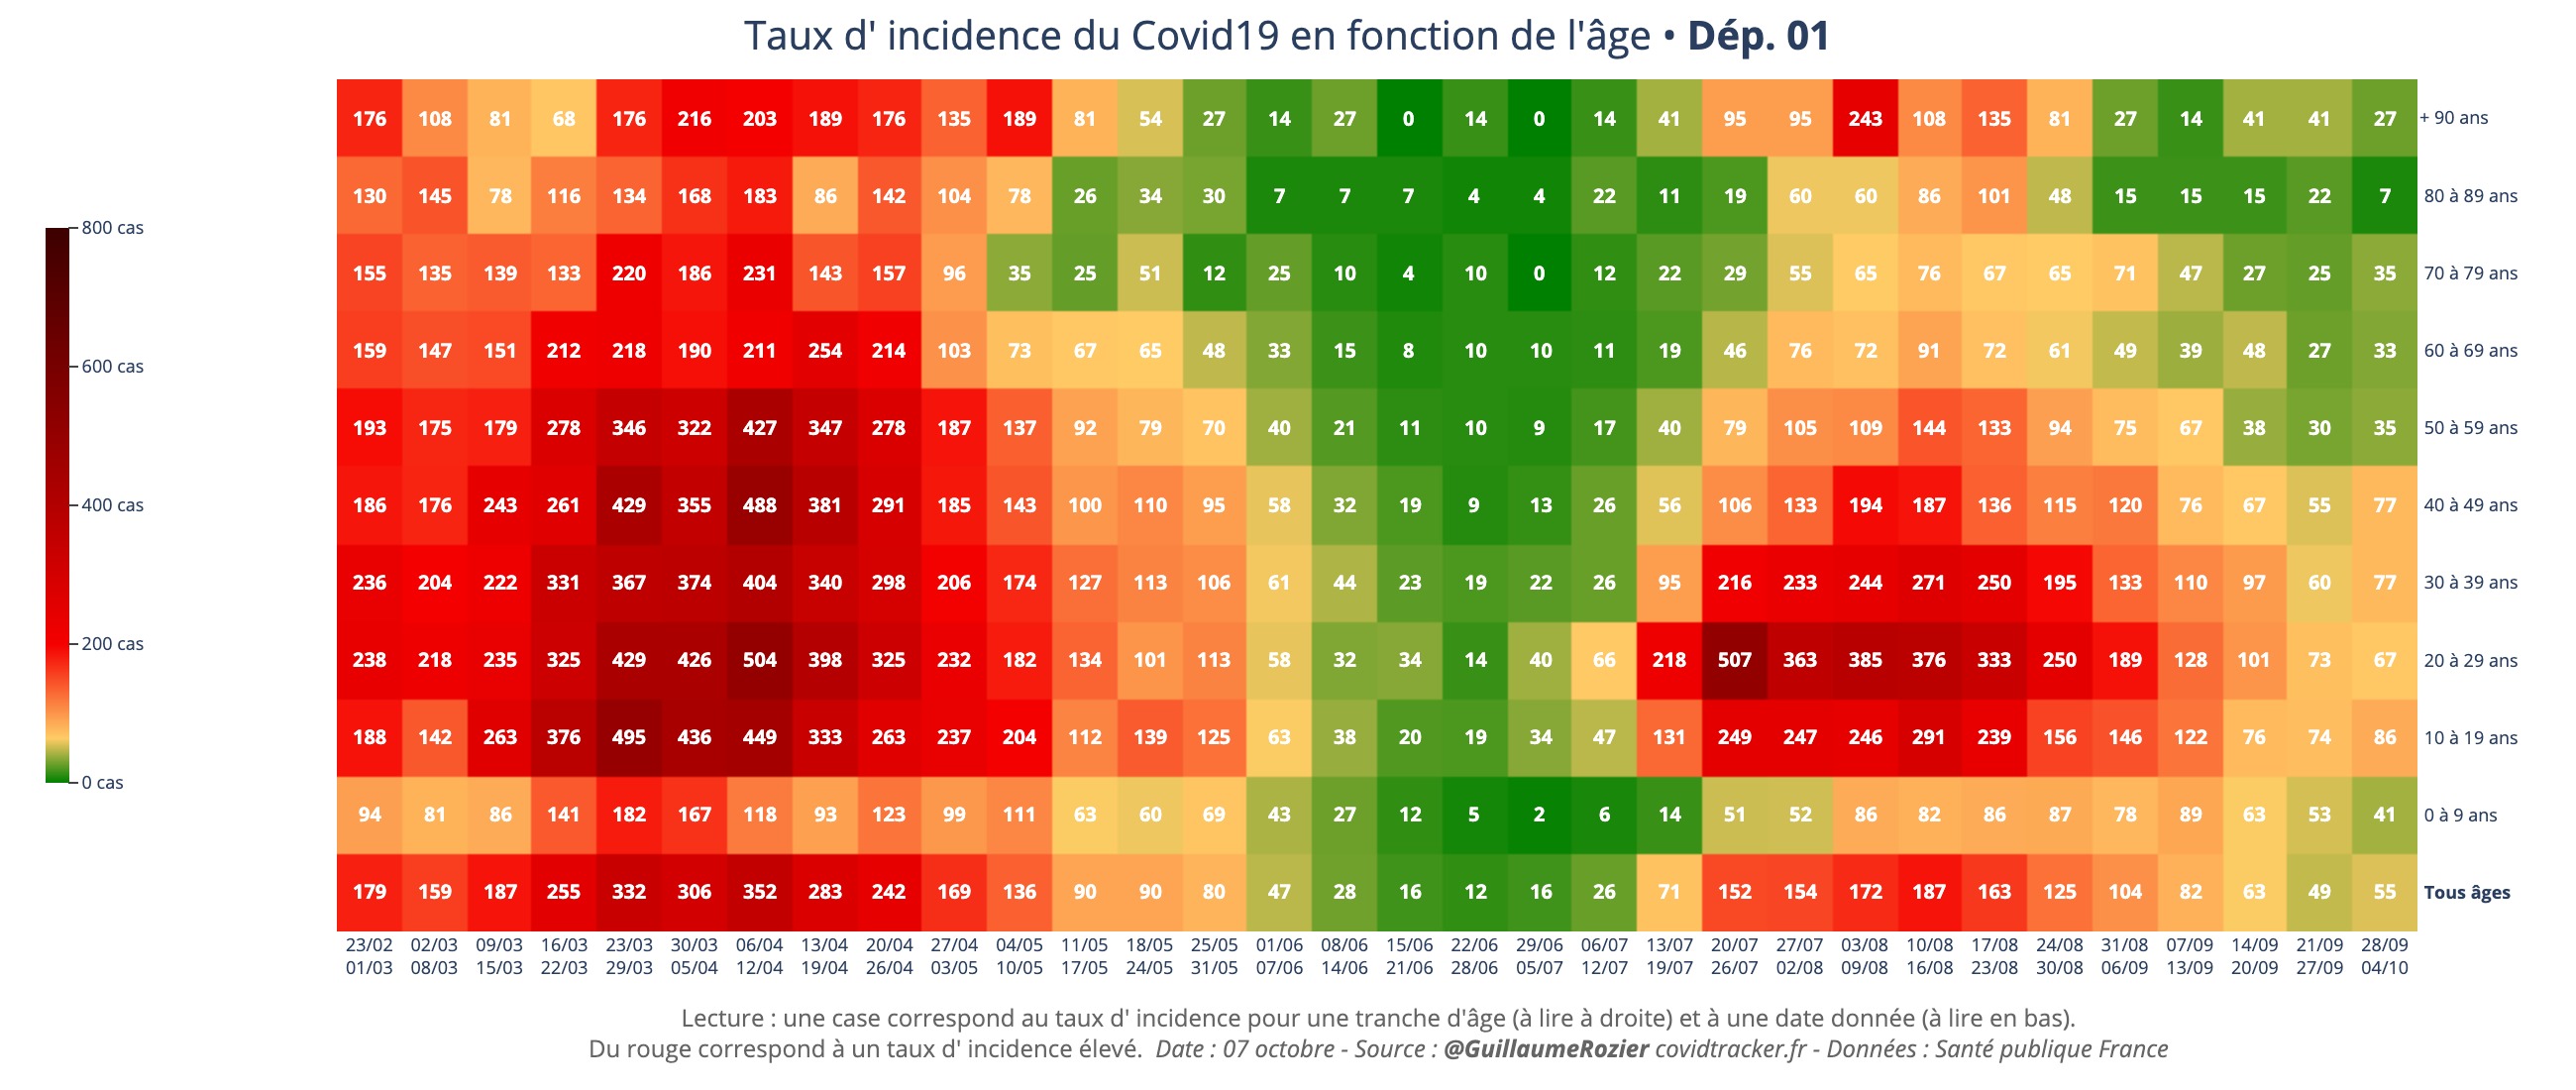 Taux d' incidence du Covid19 en fonction de l'âge • Dép. 01
800 cas
600 cas
400 cas
200 cas
0 cas
176 108 81 68 176 216 203 189 176 135 189 81 54 27 14 27 0 14 0 14 41 95 95 243 108 135 81 27 14 41 41 27 + 90 ans
130 145 78 116 134 168 183 86 142 104 78 26 34 30 7 7 7 4 4 22 11 19 60 60 86 101 48 15 15 15 22 7 80 à 89 ans
155 135 139 133 220 186 231 143 157 96 35 25 51 12 25 10 4 10 0 12 22 29 55 65 76 67 65 71 47 27 25 35 70 à 79 ans
159 147 151 212 218 190 211 254 214 103 73 67 65 48 33 15 8 10 10 11 19 46 76 72 91 72 61 49 39 48 27 33 60 à 69 ans
193 175 179 278 346 322 427 347 278 187 137 92 79 70 40 21 11 10 9 17 40 79 105 109 144 133 94 75 67 38 30 35 50 à 59 ans
186 176 243 261 429 355 488 381 291 185 143 100 110 95 58 32 19 9 13 26 56 106 133 194 187 136 115 120 76 67 55 77 40 à 49 ans
236 204 222 331 367 374 404 340 298 206 174 127 113 106 61 44 23 19 22 26 95 216 233 244 271 250 195 133 110 97 60 77 30 à 39 ans
238 218 235 325 429 426 504 398 325 232 182 134 101 113 58 32 34 14 40 66 218 507 363 385 376 333 250 189 128 101 73 67 20 à 29 ans
188 142 263 376 495 436 449 333 263 237 204 112 139 125 63 38 20 19 34 47 131 249 247 246 291 239 156 146 122 76 74 86 10 à 19 ans
94 81 86 141 182 167 118 93 123 99 111 63 60 69 43 27 12 5 2 6 14 51 52 86 82 86 87 78 89 63 53 41 0 à 9 ans
179 159 187 255 332 306 352 283 242 169 136 90 90 80 47 28 16 12 16 26 71 152 154 172 187 163 125 104 82 63 49 55 Tous âges
23/02 02/03 09/03 16/03 23/03 30/03 06/04 13/04 20/04 27/04 04/05 11/05 18/05 25/05 01/06 08/06 15/06 22/06 29/06 06/07 13/07 20/07 27/07 03/08 10/08 17/08 24/08 31/08 07/09 14/09 21/09 28/09
01/03 08/03 15/03 22/03 29/03 05/04 12/04 19/04 26/04 03/05 10/05 17/05 24/05 31/05 07/06 14/06 21/06 28/06 05/07 12/07 19/07 26/07 02/08 09/08 16/08 23/08 30/08 06/09 13/09 20/09 27/09 04/10
Lecture : une case correspond au taux d' incidence pour une tranche d'âge (à lire à droite) et à une date donnée (à lire en bas).
Du rouge correspond à un taux d' incidence élevé. Date : 07 octobre - Source : @GuillaumeRozier covidtracker.fr - Données : Santé publique France